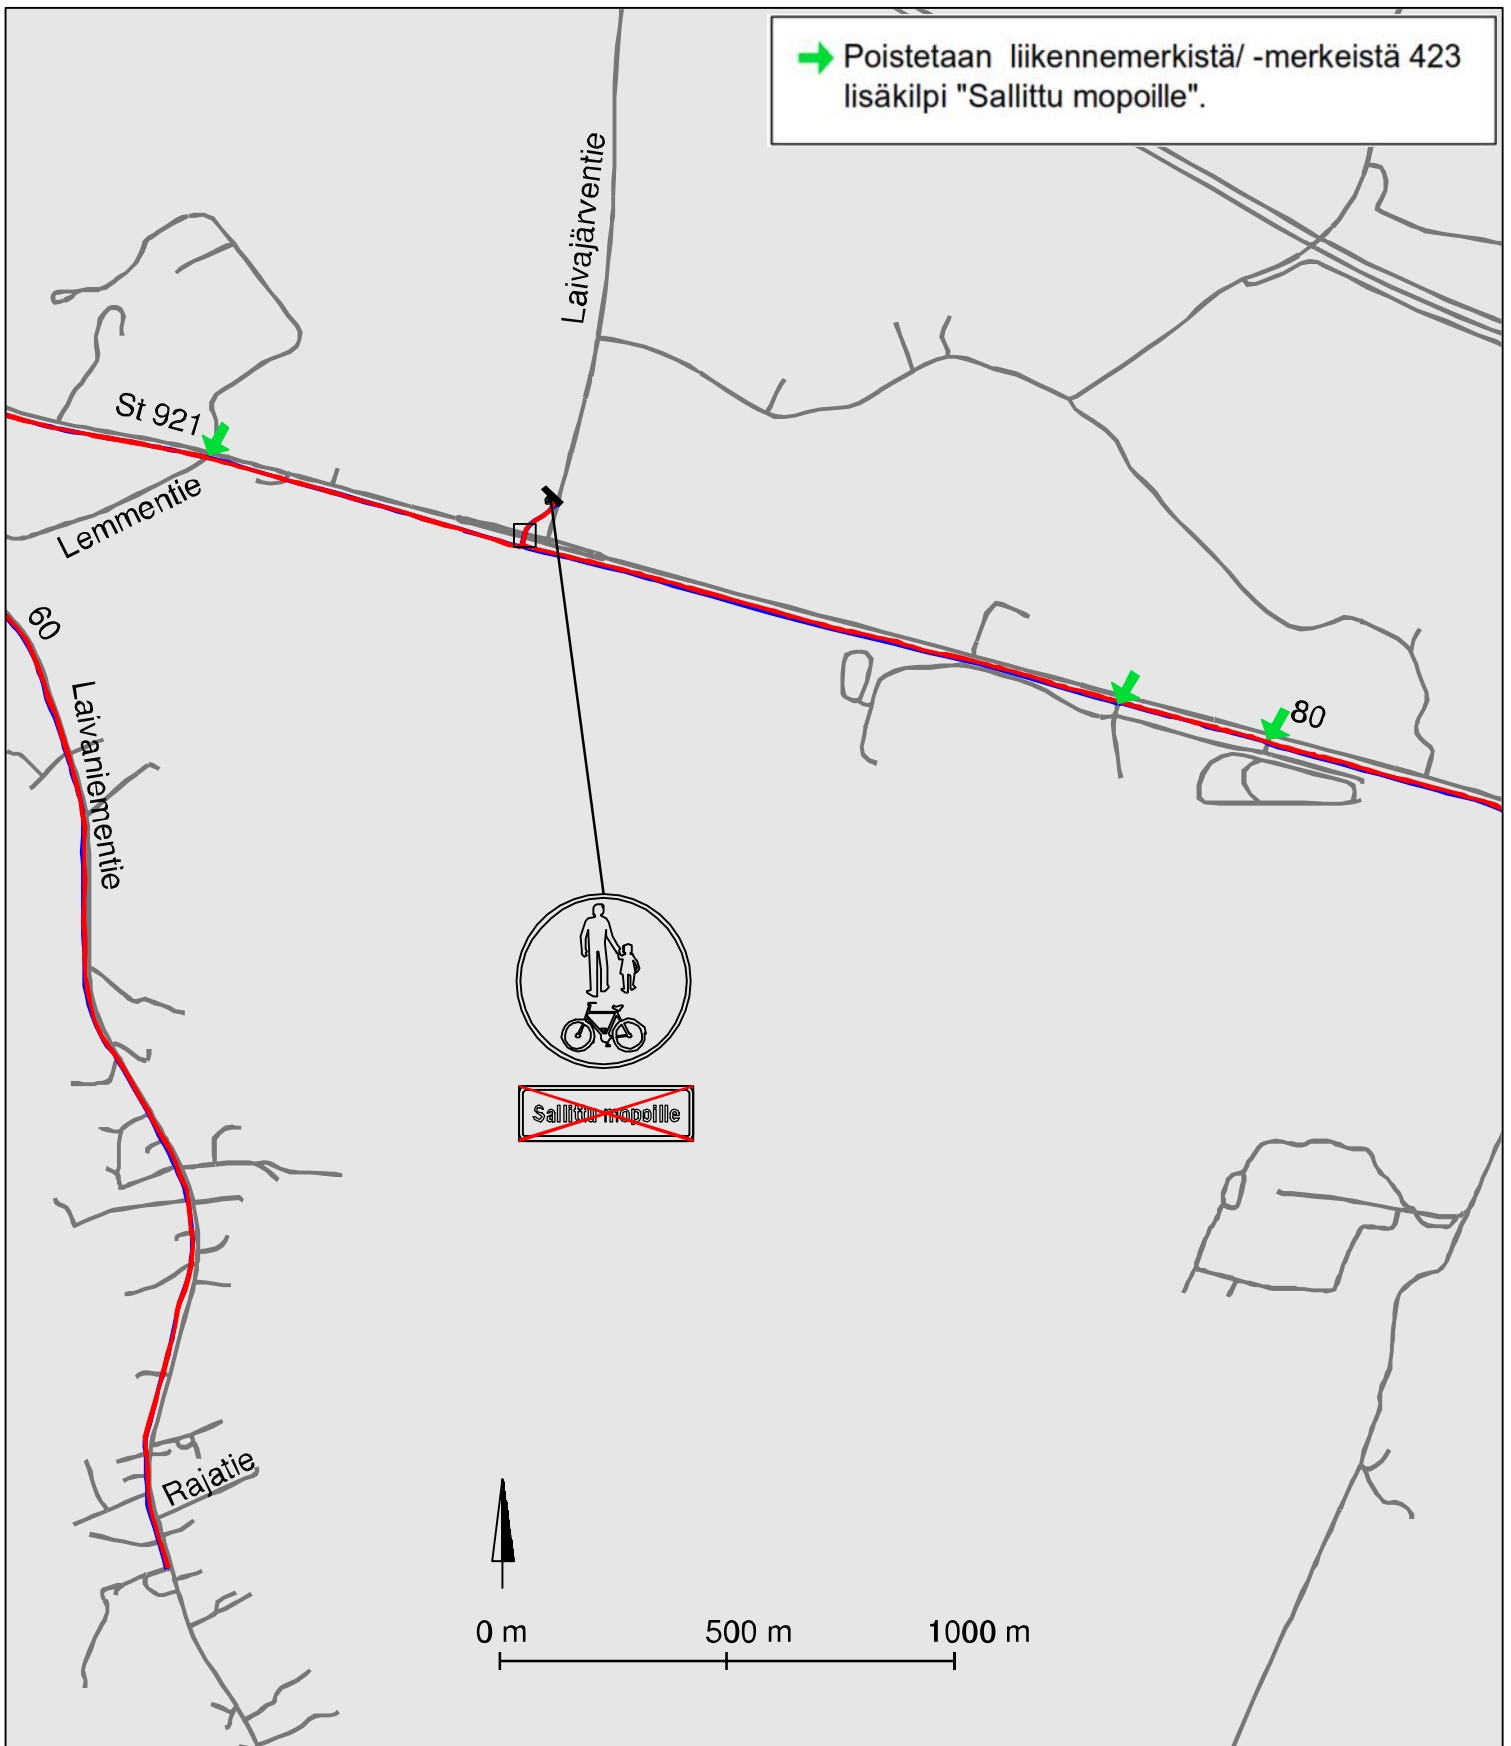 Poistetaan liikennemerkistä/ -merkeistä 423
lisäkilpi "Sallittu mopoille".
Laivajärventie
St 921
Lemmentie
60
Laivaniementie
80
Sallittu mopoille
Rajatie
0 m
500 m
1000 m